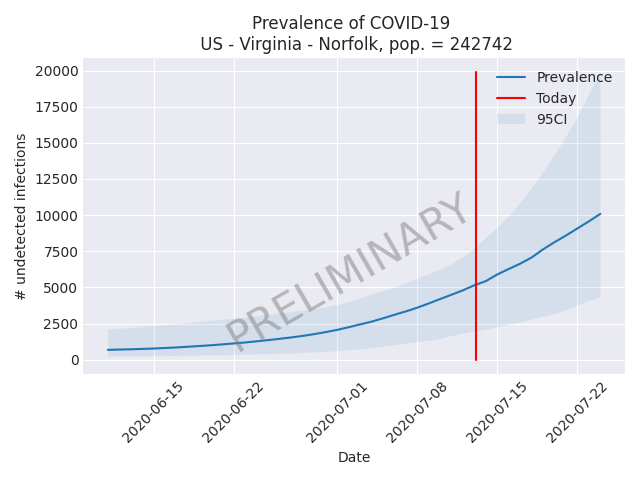 Prevalence of COVID-19
US - Virginia - Norfolk, pop. = 242742
20000
17500
15000
12500
10000
7500
5000
2500
0
# undetected infections
Prevalence
Today
95CI
PRELIMINARY
2020-06-15
2020-06-22
2020-07-01
2020-07-08
2020-07-15
2020-07-22
Date